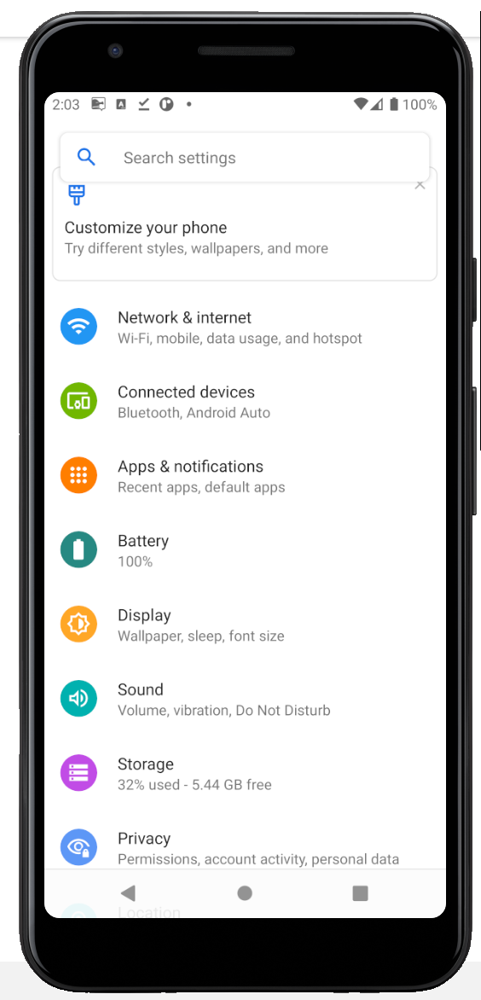 2:03
100%
Search settings
Customize your phone
Try different styles, wallpapers, and more
Network & internet
Wi-Fi, mobile, data usage, and hotspot
Connected devices
Bluetooth, Android Auto
Apps & notifications
Recent apps, default apps
Battery
100%
Display
Wallpaper, sleep, font size
Sound
Volume, vibration, Do Not Disturb
Storage
32% used - 5.44 GB free
Privacy
Permissions, account activity, personal data
Location